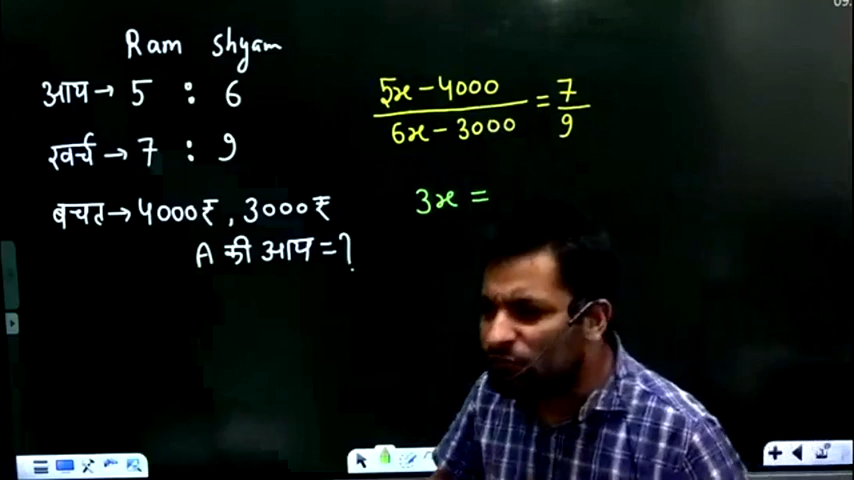 Ram Shyam
आय→ 5 : 6
खर्च → 7 : 9
बचत→ 4000₹, 3000₹
A की आय = ?
5x - 4000 / 6x - 3000 = 7 / 9
3x =
09: